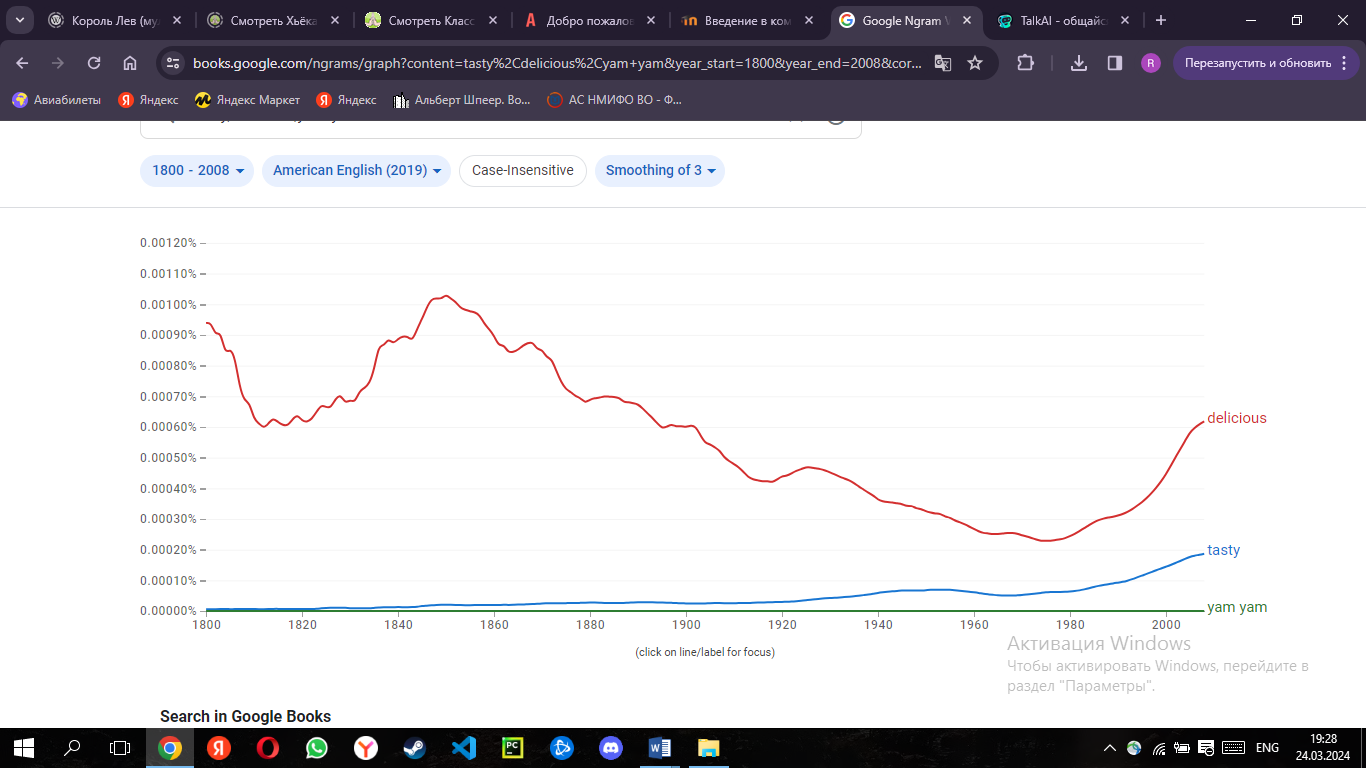 Король Лев (му
Смотреть Хьёка
Смотреть Класс
Добро пожалов
Введение в ком
Google Ngram V
TalkAI - общайс
books.google.com/ngrams/graph?content=tasty%2Cdelicious%2Cyam+yam&year_start=1800&year_end=2008&cor...
R
Перезапустить и обновить
Авиабилеты
Яндекс
Яндекс Маркет
Яндекс
Альберт Шпеер. Во...
АС НМИФО ВО - Ф...
1800 - 2008
American English (2019)
Case-Insensitive
Smoothing of 3
0.00120%
0.00110%
0.00100%
0.00090%
0.00080%
0.00070%
0.00060%
0.00050%
0.00040%
0.00030%
0.00020%
0.00010%
0.00000%
delicious
tasty
yam yam
1800 1820 1840 1860 1880 1900 1920 1940 1960 1980 2000
(click on line/label for focus)
Активация Windows
Чтобы активировать Windows, перейдите в
раздел "Параметры".
Search in Google Books
ENG
19:28
24.03.2024